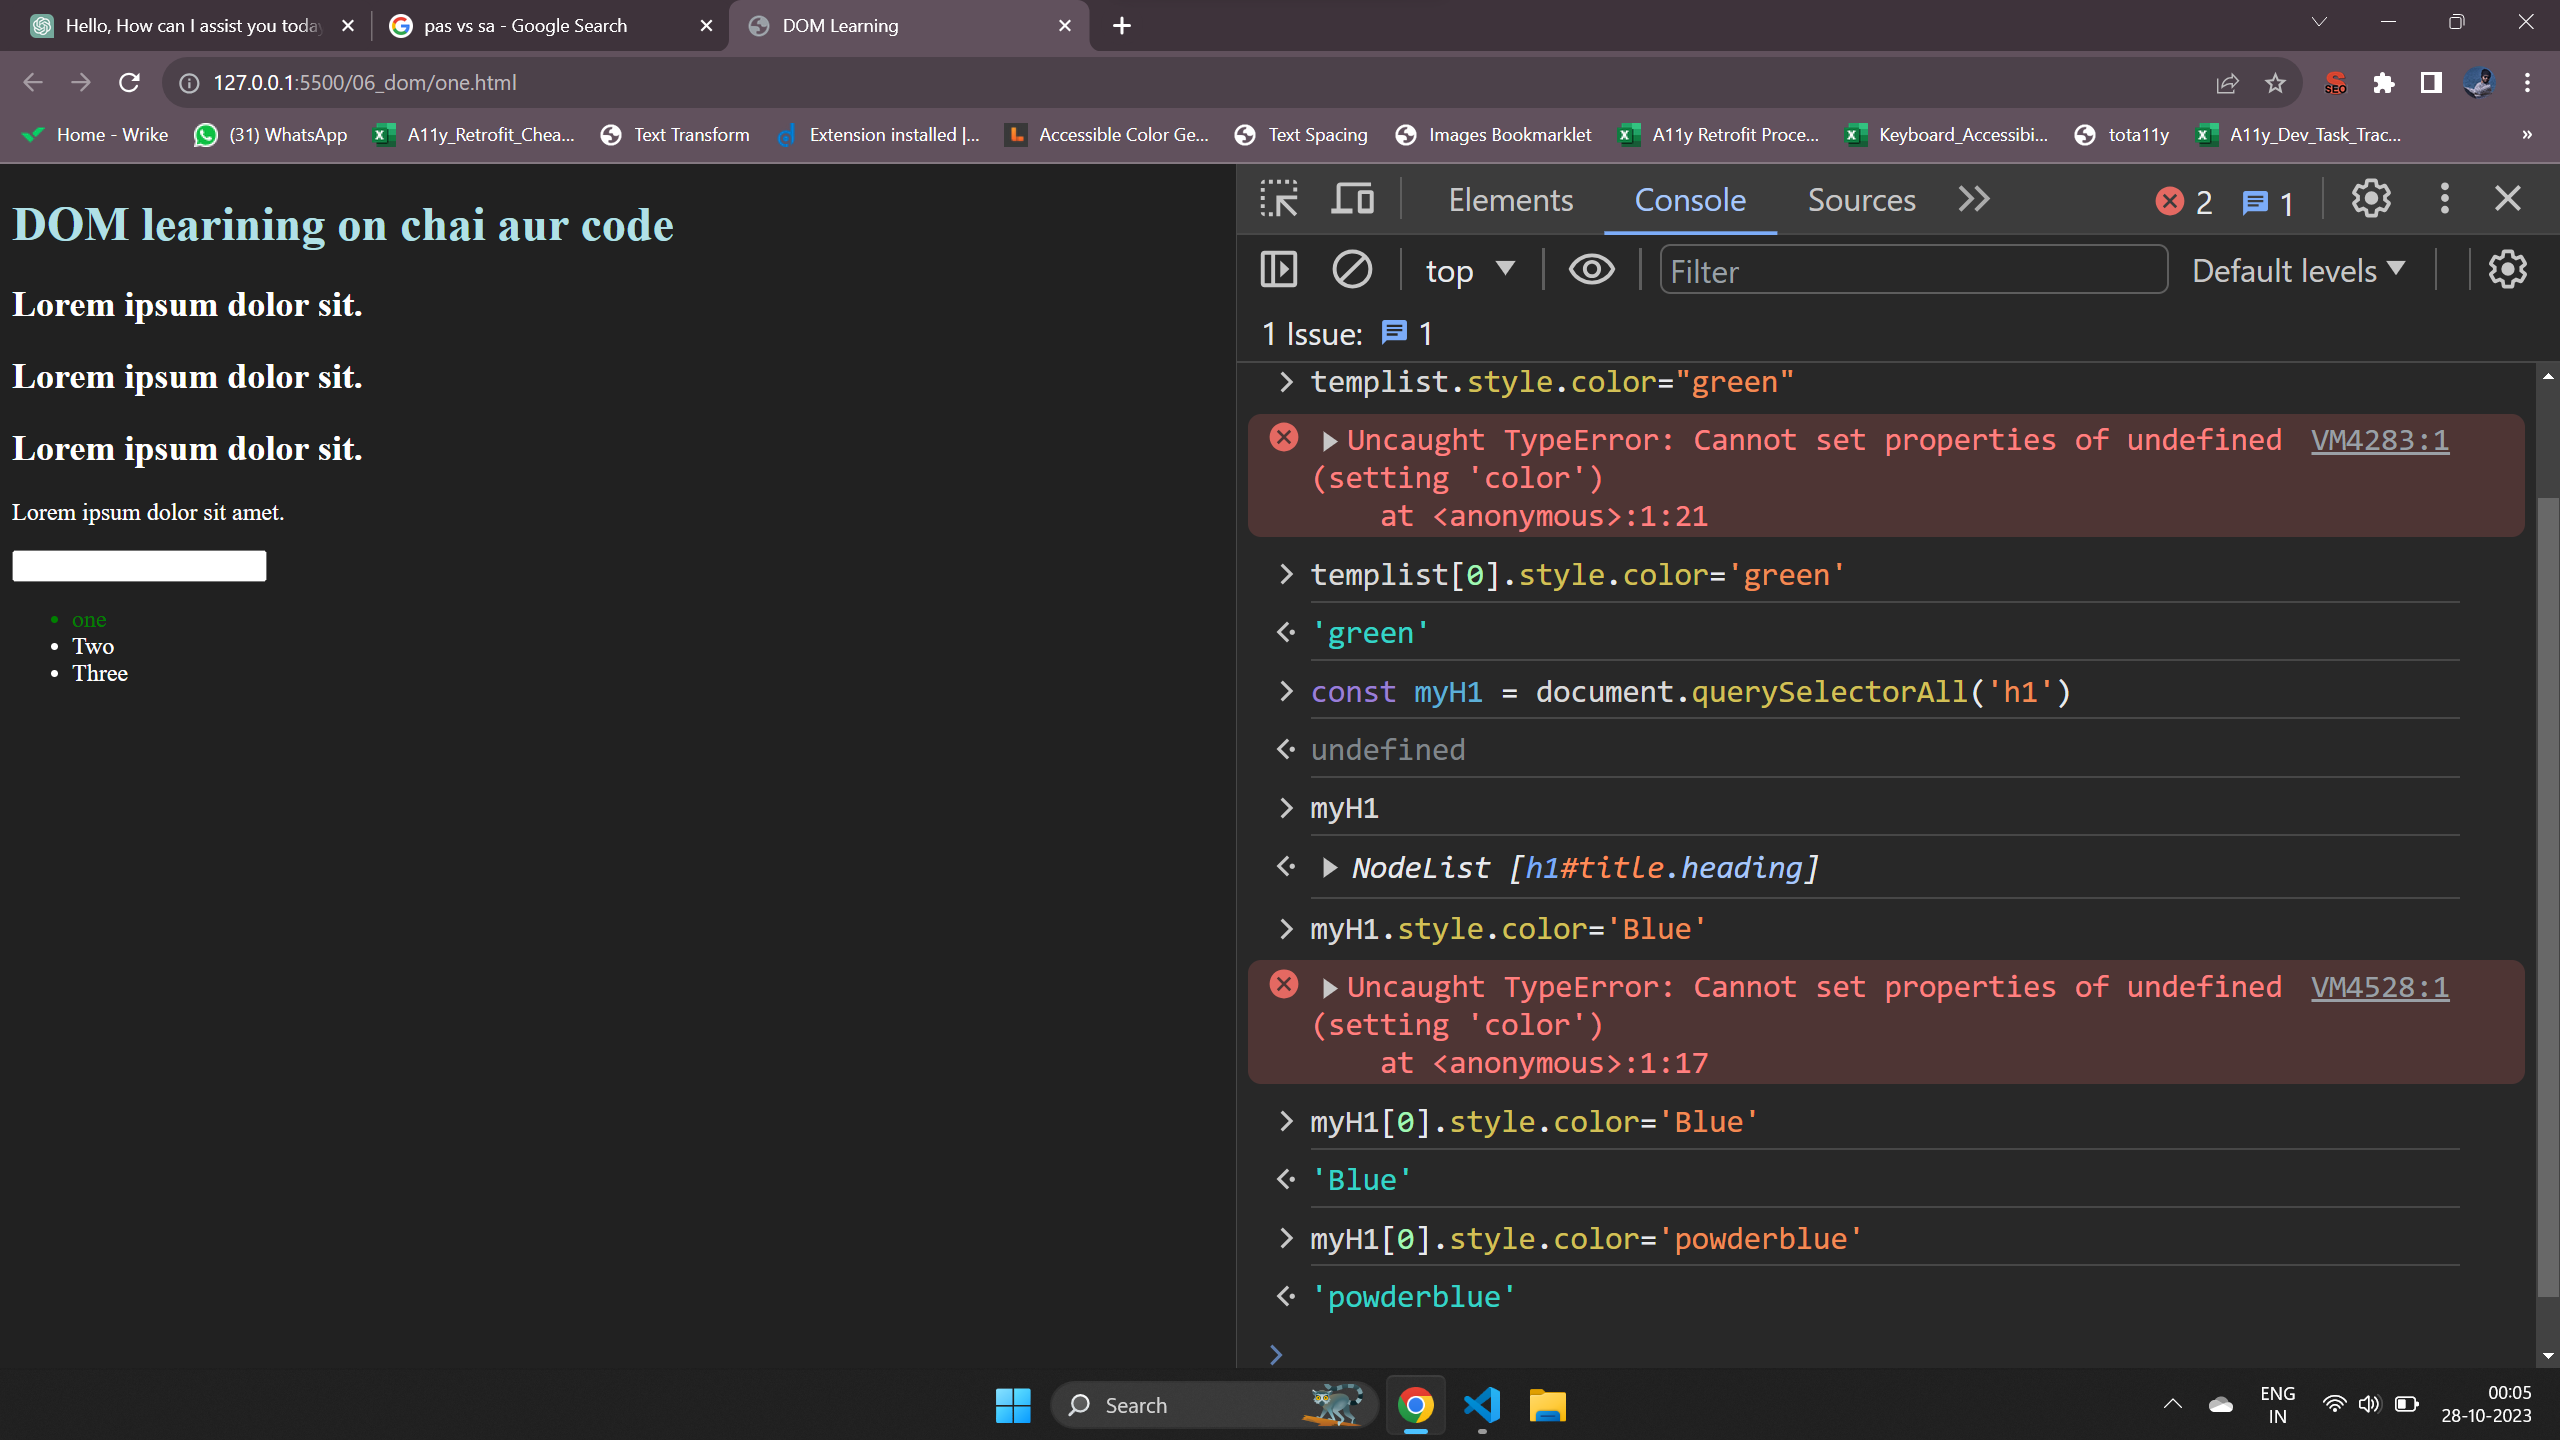 Hello, How can I assist you toda
pas vs sa - Google Search
DOM Learning
127.0.0.1:5500/06_dom/one.html
SEO
Home - Wrike
(31) WhatsApp
A11y_Retrofit_Chea...
Text Transform
Extension installed |...
Accessible Color Ge...
Text Spacing
Images Bookmarklet
A11y Retrofit Proce...
Keyboard_Accessibi...
tota11y
A11y_Dev_Task_Trac...
»
DOM learining on chai aur code
Lorem ipsum dolor sit.
Lorem ipsum dolor sit.
Lorem ipsum dolor sit.
Lorem ipsum dolor sit amet.
• one
• Two
• Three
Elements
Console
Sources
2
1
top
Filter
Default levels
1 Issue: 1
templist.style.color="green"
Uncaught TypeError: Cannot set properties of undefined VM4283:1
(setting 'color')
at <anonymous>:1:21
templist[0].style.color='green'
'green'
const myH1 = document.querySelectorAll('h1')
undefined
myH1
NodeList [h1#title.heading]
myH1.style.color='Blue'
Uncaught TypeError: Cannot set properties of undefined VM4528:1
(setting 'color')
at <anonymous>:1:17
myH1[0].style.color='Blue'
'Blue'
myH1[0].style.color='powderblue'
'powderblue'
Search
ENG
IN
00:05
28-10-2023